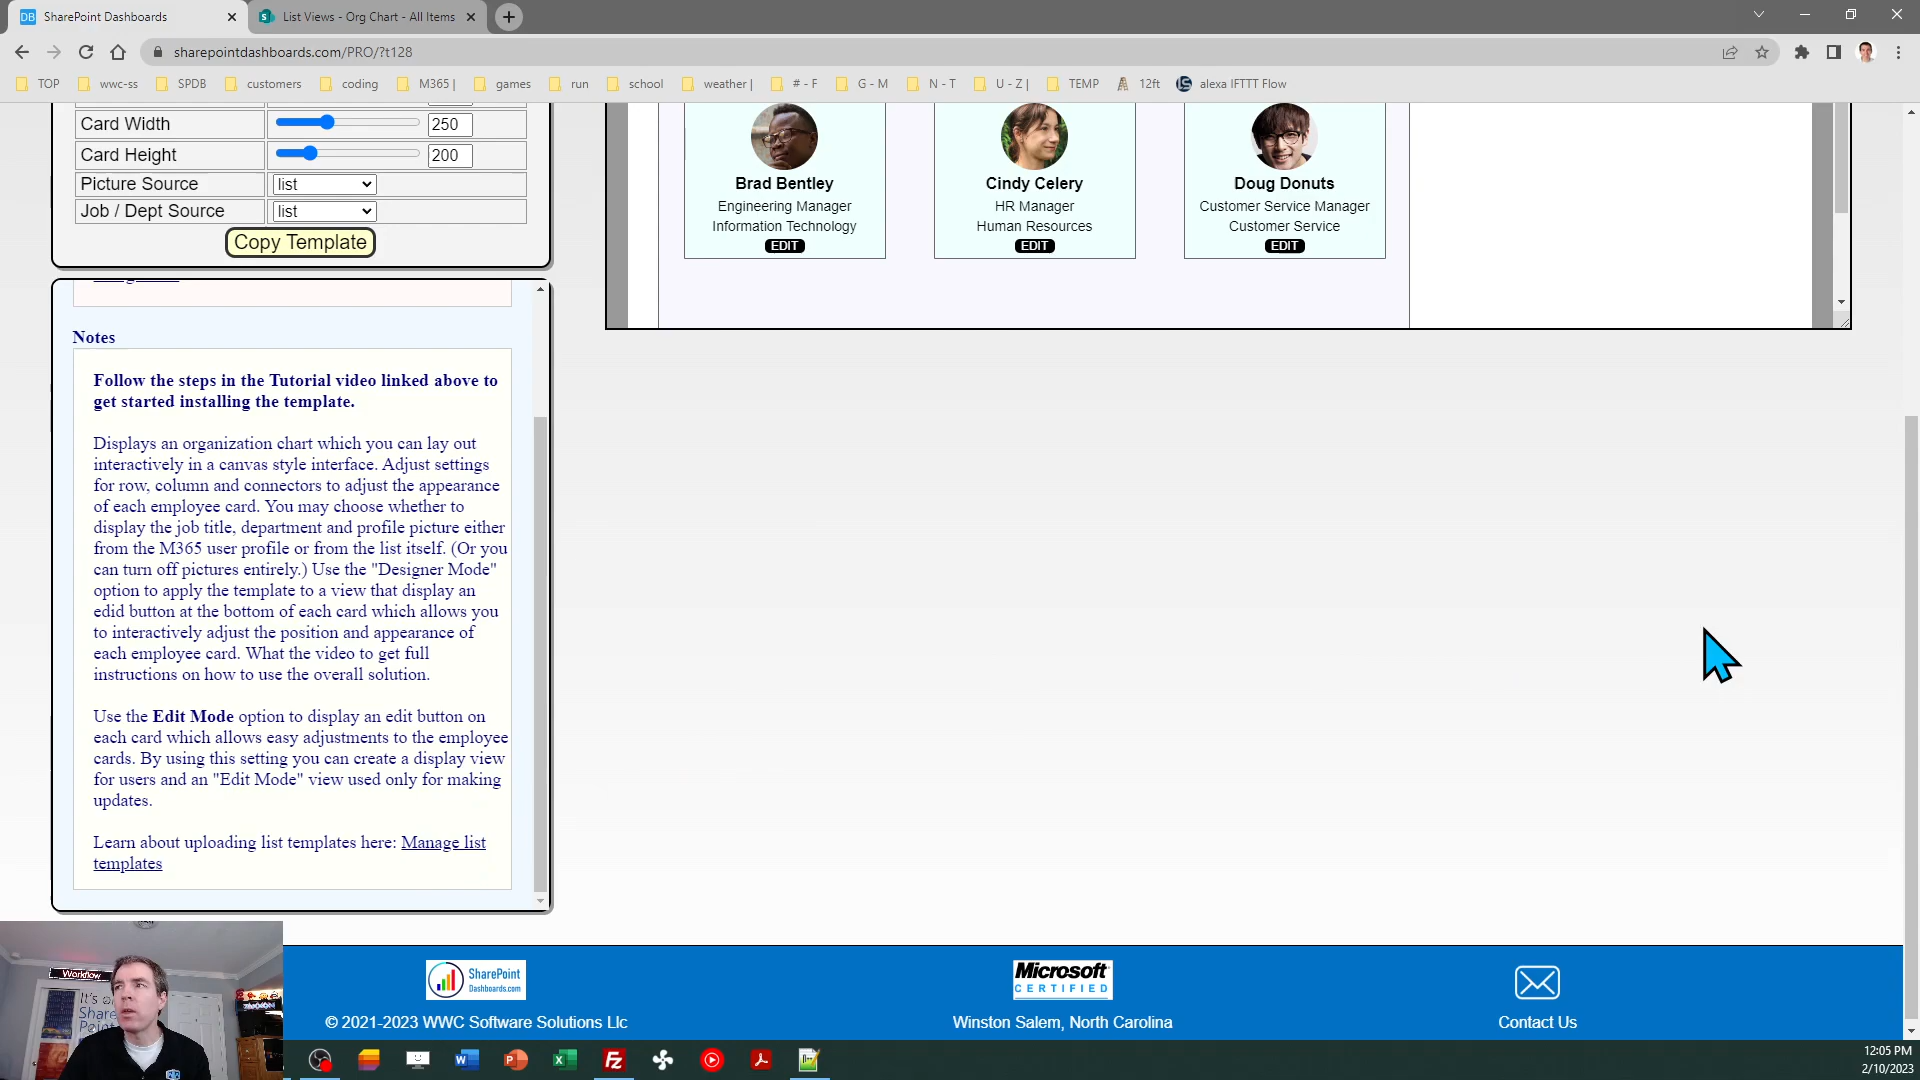 SharePoint Dashboards
List Views - Org Chart - All Items
sharepointdashboards.com/PRO/?t128
TOP
wwc-ss
SPDB
customers
coding
M365 |
games
run
school
weather |
# - F
G - M
N - T
U - Z |
TEMP
12ft
alexa IFTTT Flow
Card Width
250
Card Height
200
Picture Source
list
Job / Dept Source
list
Copy Template
Brad Bentley
Engineering Manager
Information Technology
EDIT
Cindy Celery
HR Manager
Human Resources
EDIT
Doug Donuts
Customer Service Manager
Customer Service
EDIT
Notes
Follow the steps in the Tutorial video linked above to
get started installing the template.
Displays an organization chart which you can lay out
interactively in a canvas style interface. Adjust settings
for row, column and connectors to adjust the appearance
of each employee card. You may choose whether to
display the job title, department and profile picture either
from the M365 user profile or from the list itself. (Or you
can turn off pictures entirely.) Use the "Designer Mode"
option to apply the template to a view that display an
edid button at the bottom of each card which allows you
to interactively adjust the position and appearance of
each employee card. What the video to get full
instructions on how to use the overall solution.
Use the Edit Mode option to display an edit button on
each card which allows easy adjustments to the employee
cards. By using this setting you can create a display view
for users and an "Edit Mode" view used only for making
updates.
Learn about uploading list templates here: Manage list
templates
Workflow
It's o
Share
Point
SharePoint
Dashboards.com
© 2021-2023 WWC Software Solutions Llc
Microsoft
CERTIFIED
Winston Salem, North Carolina
Contact Us
12:05 PM
2/10/2023